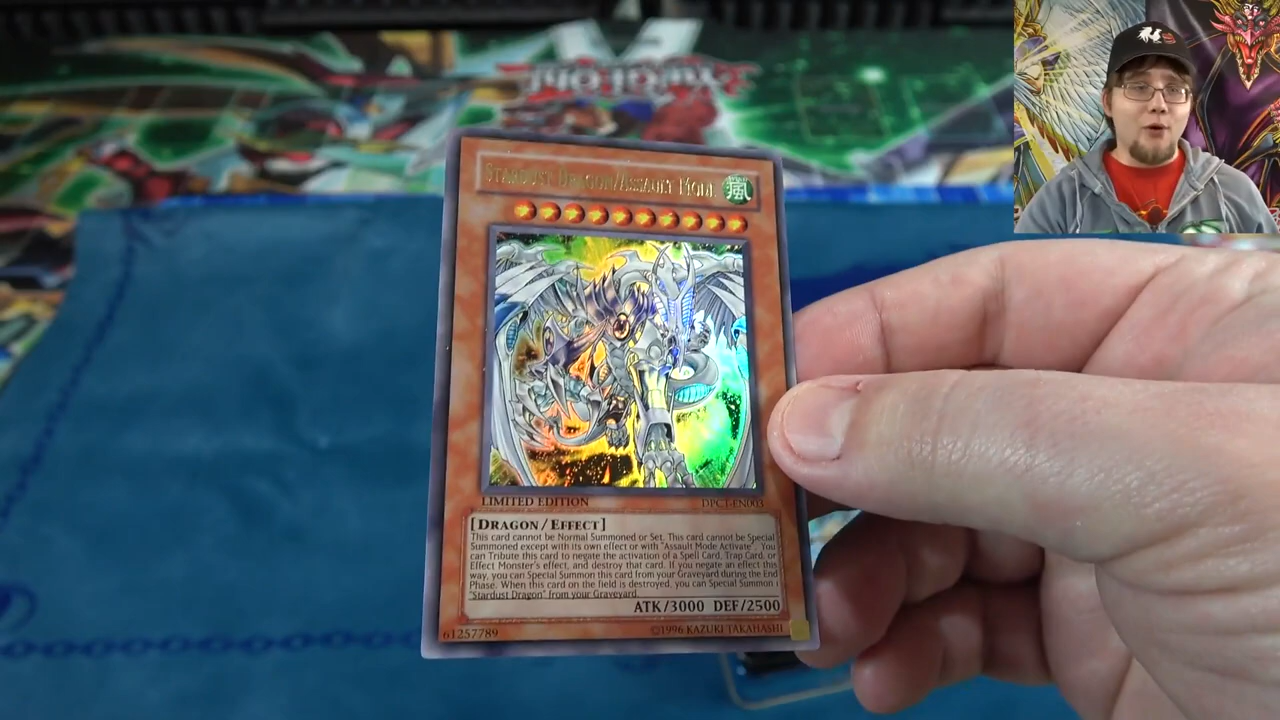 STARDUST DRAGON/ASSAULT MODE 風
LIMITED EDITION DPCT-EN003
[DRAGON/EFFECT]
This card cannot be Normal Summoned or Set. This card cannot be Special
Summoned except with its own effect or with "Assault Mode Activate". You
can Tribute this card to negate the activation of a Spell Card, Trap Card, or
Effect Monster's effect, and destroy that card. If you negate an effect this
way, you can Special Summon this card from your Graveyard during the End
Phase. When this card on the field is destroyed, you can Special Summon 1
"Stardust Dragon" from your Graveyard.
ATK/3000 DEF/2500
61257789 ©1996 KAZUKI TAKAHASHI